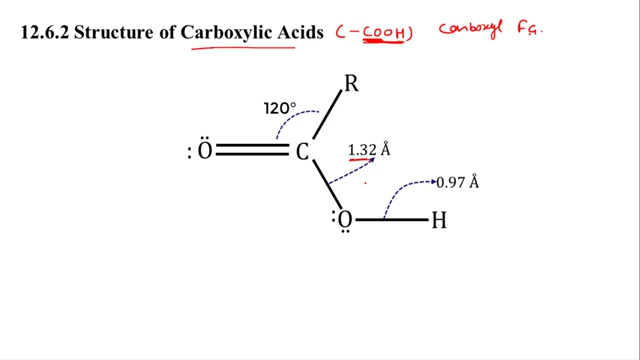 12.6.2 Structure of Carboxylic Acids (C-COOH) Carboxyl FG.
R
120°
:Ö
C
1.32 Å
0.97 Å
:O
H